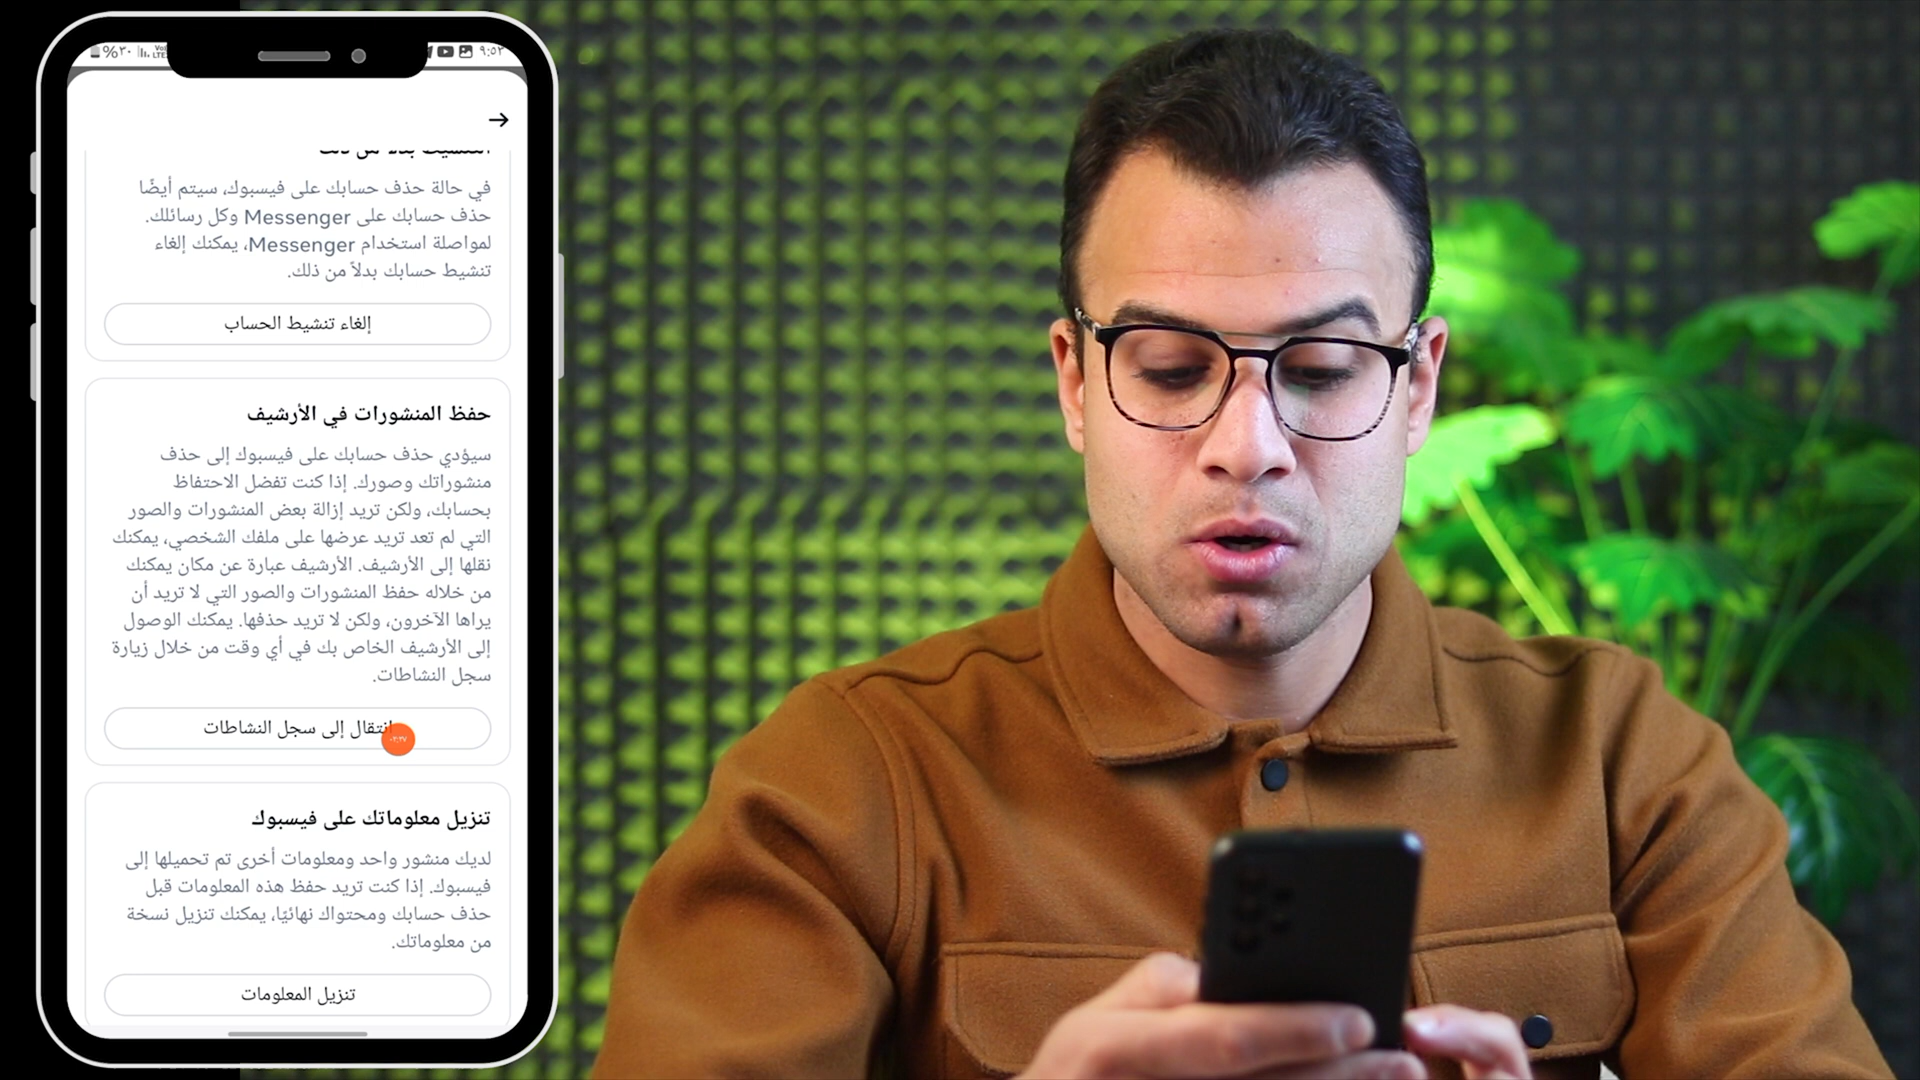 ٩:٥٢
%٣٠
في حالة حذف حسابك على فيسبوك، سيتم أيضًا
حذف حسابك على Messenger وكل رسائلك.
لمواصلة استخدام Messenger، يمكنك إلغاء
تنشيط حسابك بدلاً من ذلك.
إلغاء تنشيط الحساب
حفظ المنشورات في الأرشيف
سيؤدي حذف حسابك على فيسبوك إلى حذف
منشوراتك وصورك. إذا كنت تفضل الاحتفاظ
بحسابك، ولكن تريد إزالة بعض المنشورات والصور
التي لم تعد تريد عرضها على ملفك الشخصي، يمكنك
نقلها إلى الأرشيف. الأرشيف عبارة عن مكان يمكنك
من خلاله حفظ المنشورات والصور التي لا تريد أن
يراها الآخرون، ولكن لا تريد حذفها. يمكنك الوصول
إلى الأرشيف الخاص بك في أي وقت من خلال زيارة
سجل النشاطات.
انتقال إلى سجل النشاطات
تنزيل معلوماتك على فيسبوك
لديك منشور واحد ومعلومات أخرى تم تحميلها إلى
فيسبوك. إذا كنت تريد حفظ هذه المعلومات قبل
حذف حسابك ومحتواك نهائيًا، يمكنك تنزيل نسخة
من معلوماتك.
تنزيل المعلومات